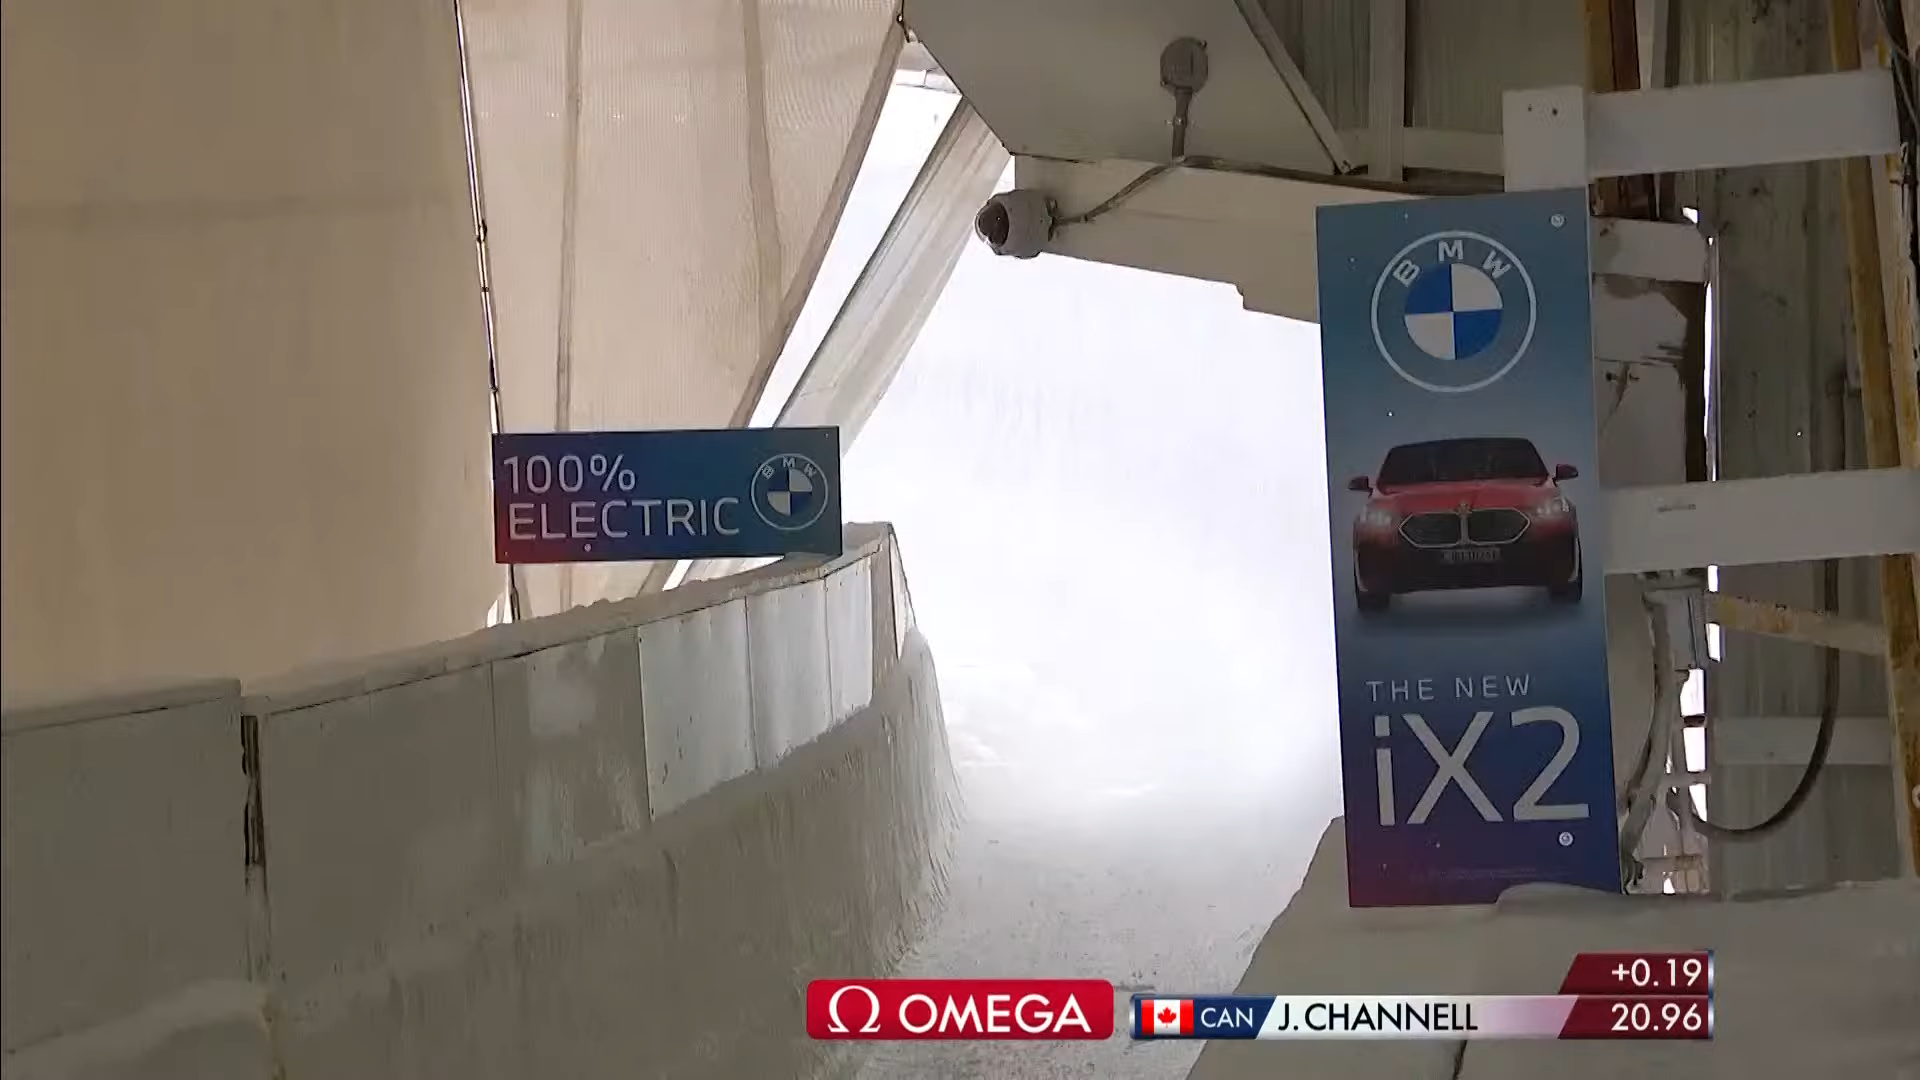 BMW
100%
ELECTRIC
BMW
THE NEW
iX2
+0.19
Ω OMEGA
CAN J. CHANNELL 20.96